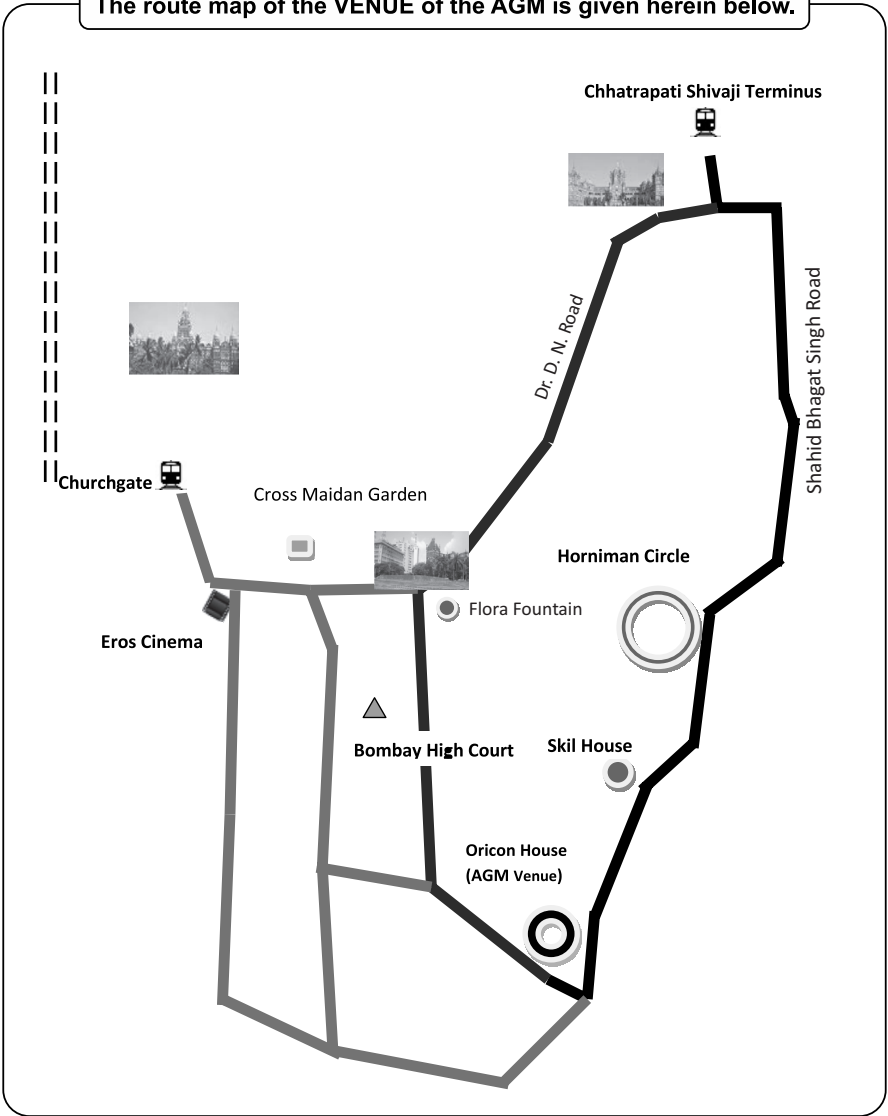 The route map of the VENUE of the AGM is given herein below.
Chhatrapati Shivaji Terminus
Dr. D. N. Road
Shahid Bhagat Singh Road
Churchgate
Cross Maidan Garden
Horniman Circle
Flora Fountain
Eros Cinema
Bombay High Court
Skil House
Oricon House
(AGM Venue)